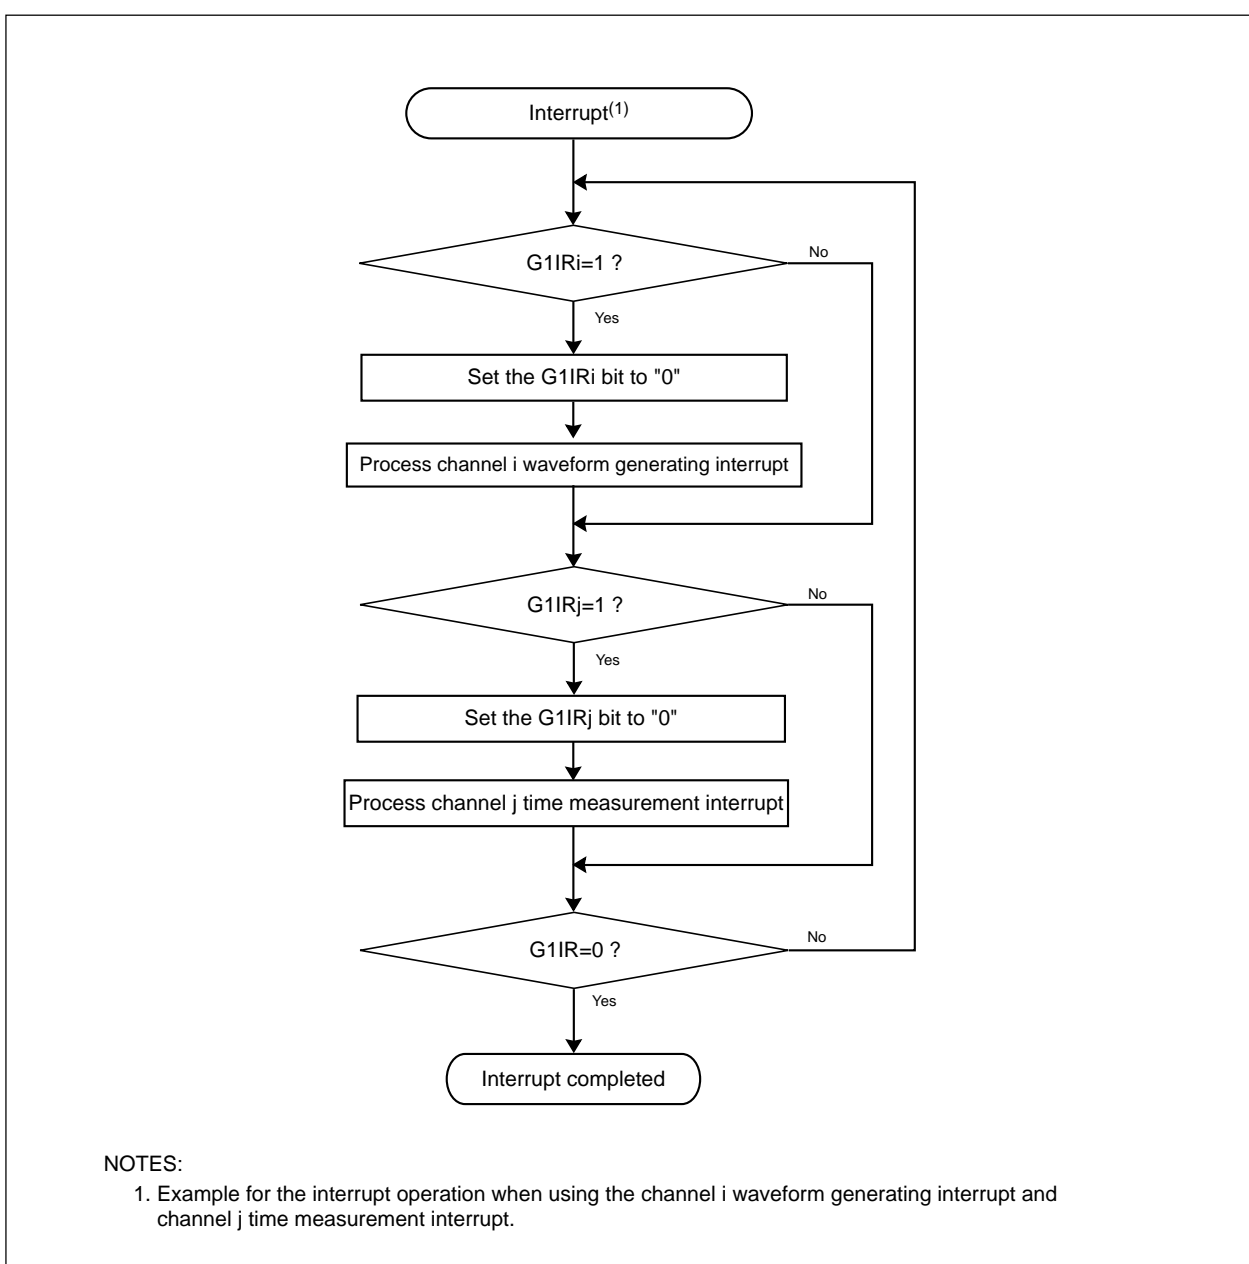 Interrupt(1)
G1IRi=1 ?
No
Yes
Set the G1IRi bit to "0"
Process channel i waveform generating interrupt
G1IRj=1 ?
No
Yes
Set the G1IRj bit to "0"
Process channel j time measurement interrupt
G1IR=0 ?
No
Yes
Interrupt completed
NOTES:
1. Example for the interrupt operation when using the channel i waveform generating interrupt and
channel j time measurement interrupt.